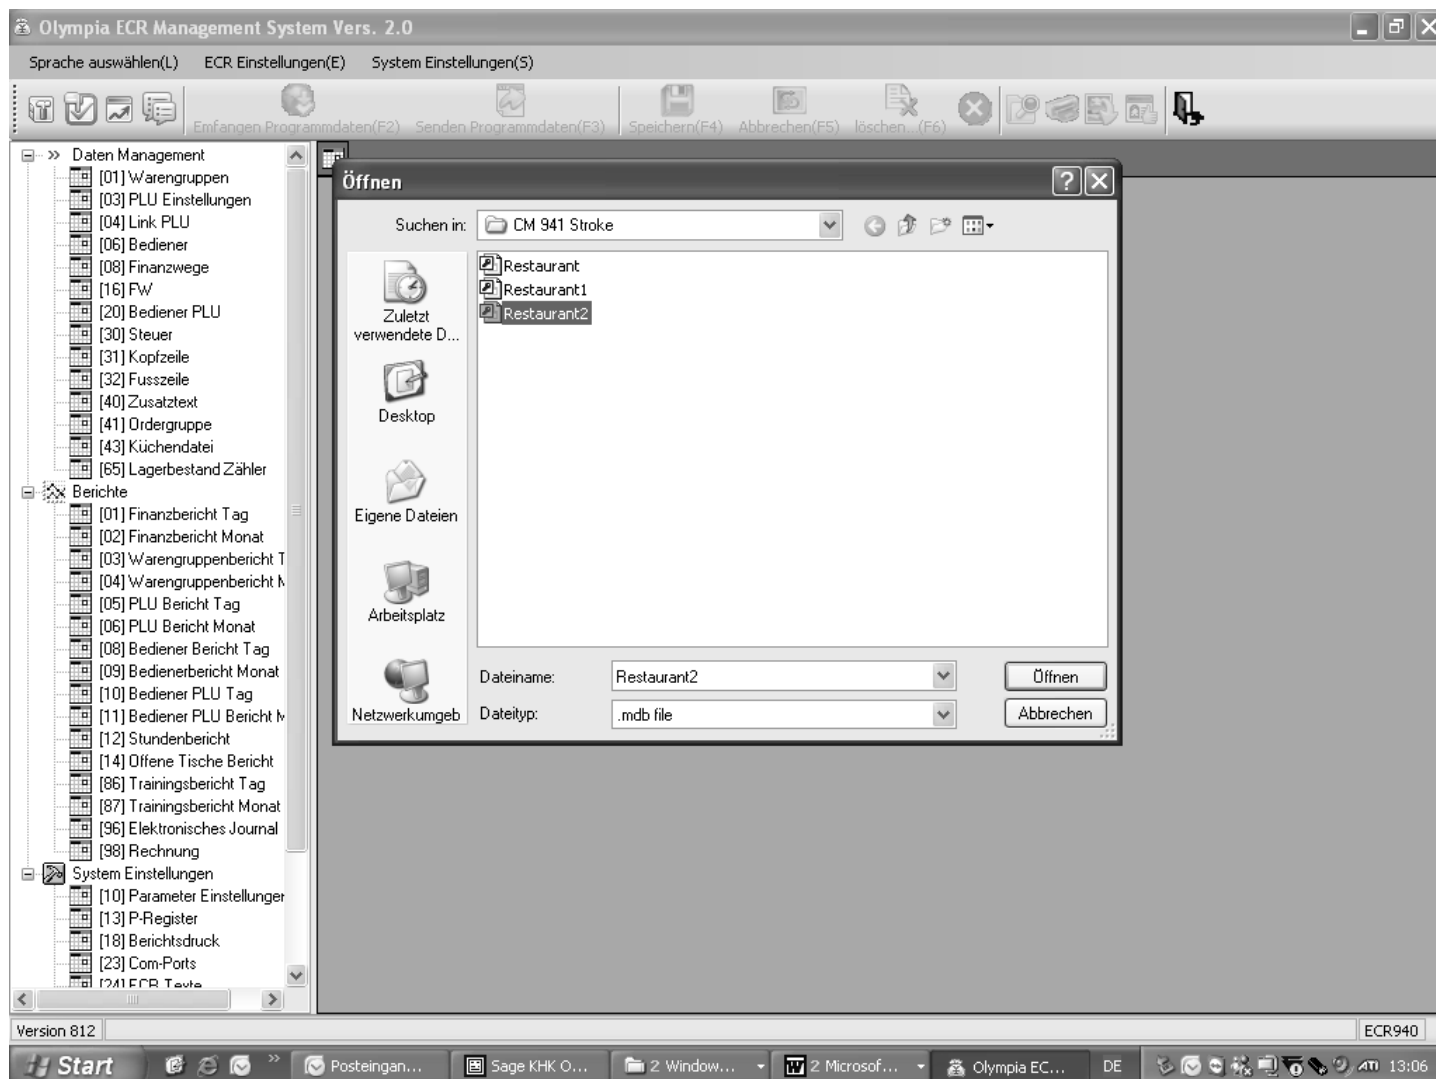 Olympia ECR Management System Vers. 2.0
Sprache auswählen(L) ECR Einstellungen(E) System Einstellungen(S)
Emfangen Programmdaten(F2) Senden Programmdaten(F3) Speichern(F4) Abbrechen(F5) löschen...(F6)
Daten Management
[01] Warengruppen
[03] PLU Einstellungen
[04] Link PLU
[06] Bediener
[08] Finanzwege
[16] FW
[20] Bediener PLU
[30] Steuer
[31] Kopfzeile
[32] Fusszeile
[40] Zusatztext
[41] Ordergruppe
[43] Küchendatei
[65] Lagerbestand Zähler
Berichte
[01] Finanzbericht Tag
[02] Finanzbericht Monat
[03] Warengruppenbericht T
[04] Warengruppenbericht M
[05] PLU Bericht Tag
[06] PLU Bericht Monat
[08] Bediener Bericht Tag
[09] Bedienerbericht Monat
[10] Bediener PLU Tag
[11] Bediener PLU Bericht M
[12] Stundenbericht
[14] Offene Tische Bericht
[86] Trainingsbericht Tag
[87] Trainingsbericht Monat
[96] Elektronisches Journal
[98] Rechnung
System Einstellungen
[10] Parameter Einstellunger
[13] P-Register
[18] Berichtsdruck
[23] Com-Ports
[24] ECR Texte
Öffnen
Suchen in: CM 941 Stroke
Zuletzt
verwendete D...
Desktop
Eigene Dateien
Arbeitsplatz
Netzwerkumgeb
Restaurant
Restaurant1
Restaurant2
Dateiname: Restaurant2 Öffnen
Dateityp: .mdb file Abbrechen
Version 812 ECR940
Start » Posteingan... Sage KHK O... 2 Window... 2 Microsof... Olympia EC... DE 13:06